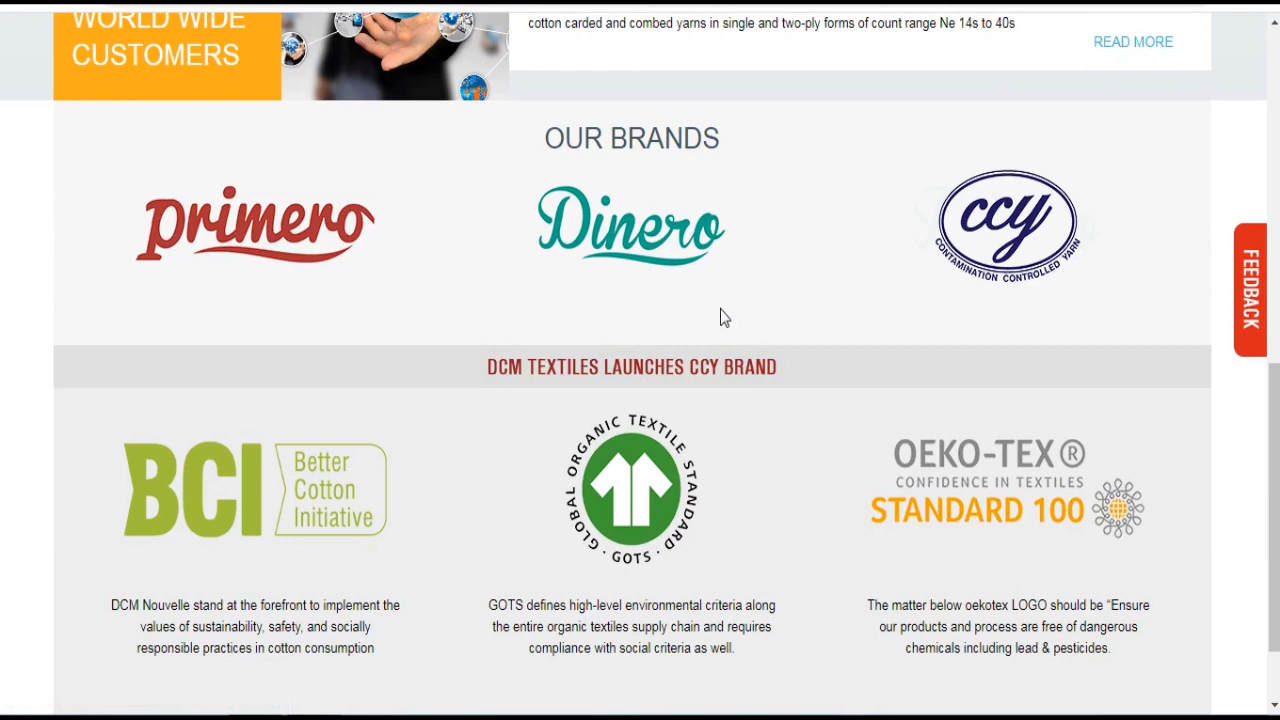 WORLD WIDE
CUSTOMERS
cotton carded and combed yarns in single and two-ply forms of count range Ne 14s to 40s
READ MORE
OUR BRANDS
primero
Dinero
ccy
CONTAMINATION CONTROLLED YARN
FEEDBACK
DCM TEXTILES LAUNCHES CCY BRAND
BCI
Better
Cotton
Initiative
GLOBAL ORGANIC TEXTILE STANDARD
· GOTS ·
OEKO-TEX®
CONFIDENCE IN TEXTILES
STANDARD 100
DCM Nouvelle stand at the forefront to implement the
values of sustainability, safety, and socially
responsible practices in cotton consumption
GOTS defines high-level environmental criteria along
the entire organic textiles supply chain and requires
compliance with social criteria as well.
The matter below oekotex LOGO should be “Ensure
our products and process are free of dangerous
chemicals including lead & pesticides.